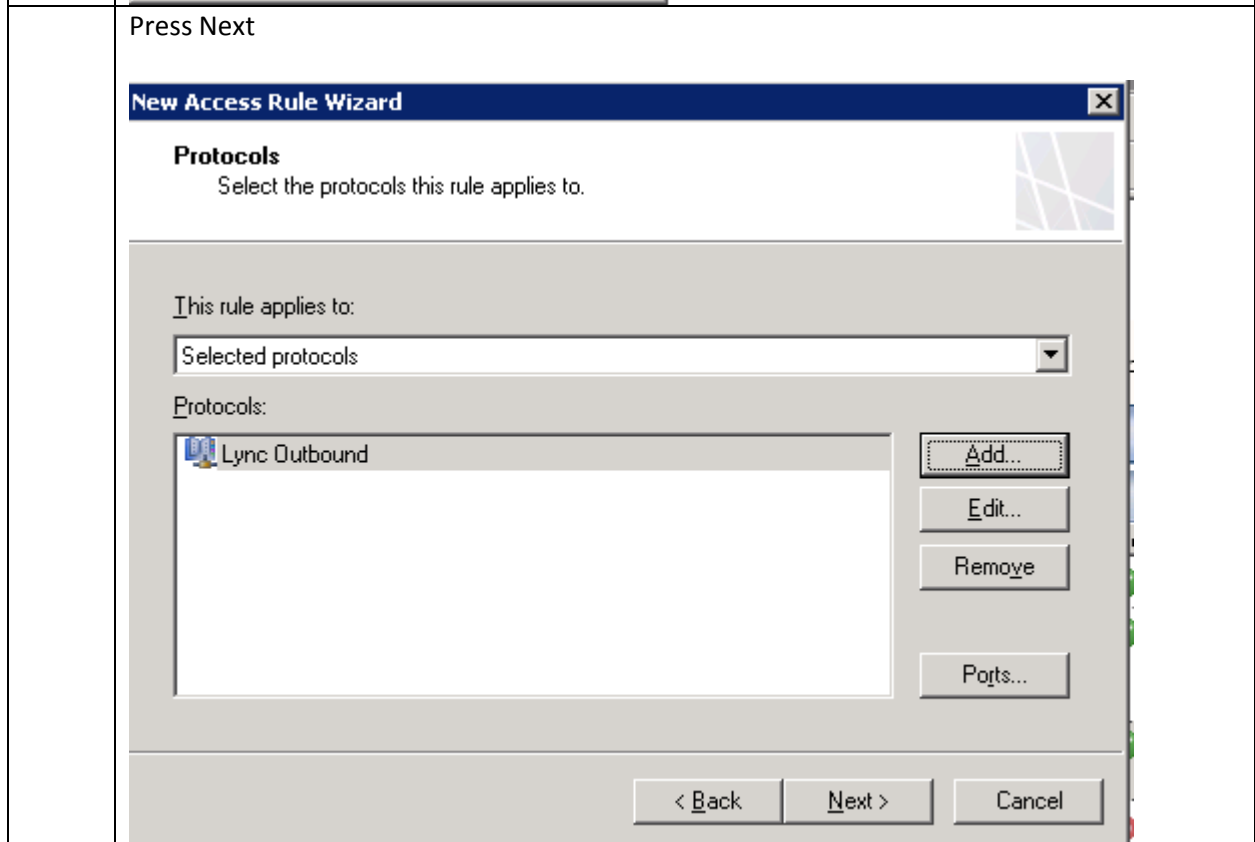 Press Next
New Access Rule Wizard
Protocols
Select the protocols this rule applies to.
This rule applies to:
Selected protocols
Protocols:
Lync Outbound
Add...
Edit...
Remove
Ports...
< Back
Next >
Cancel